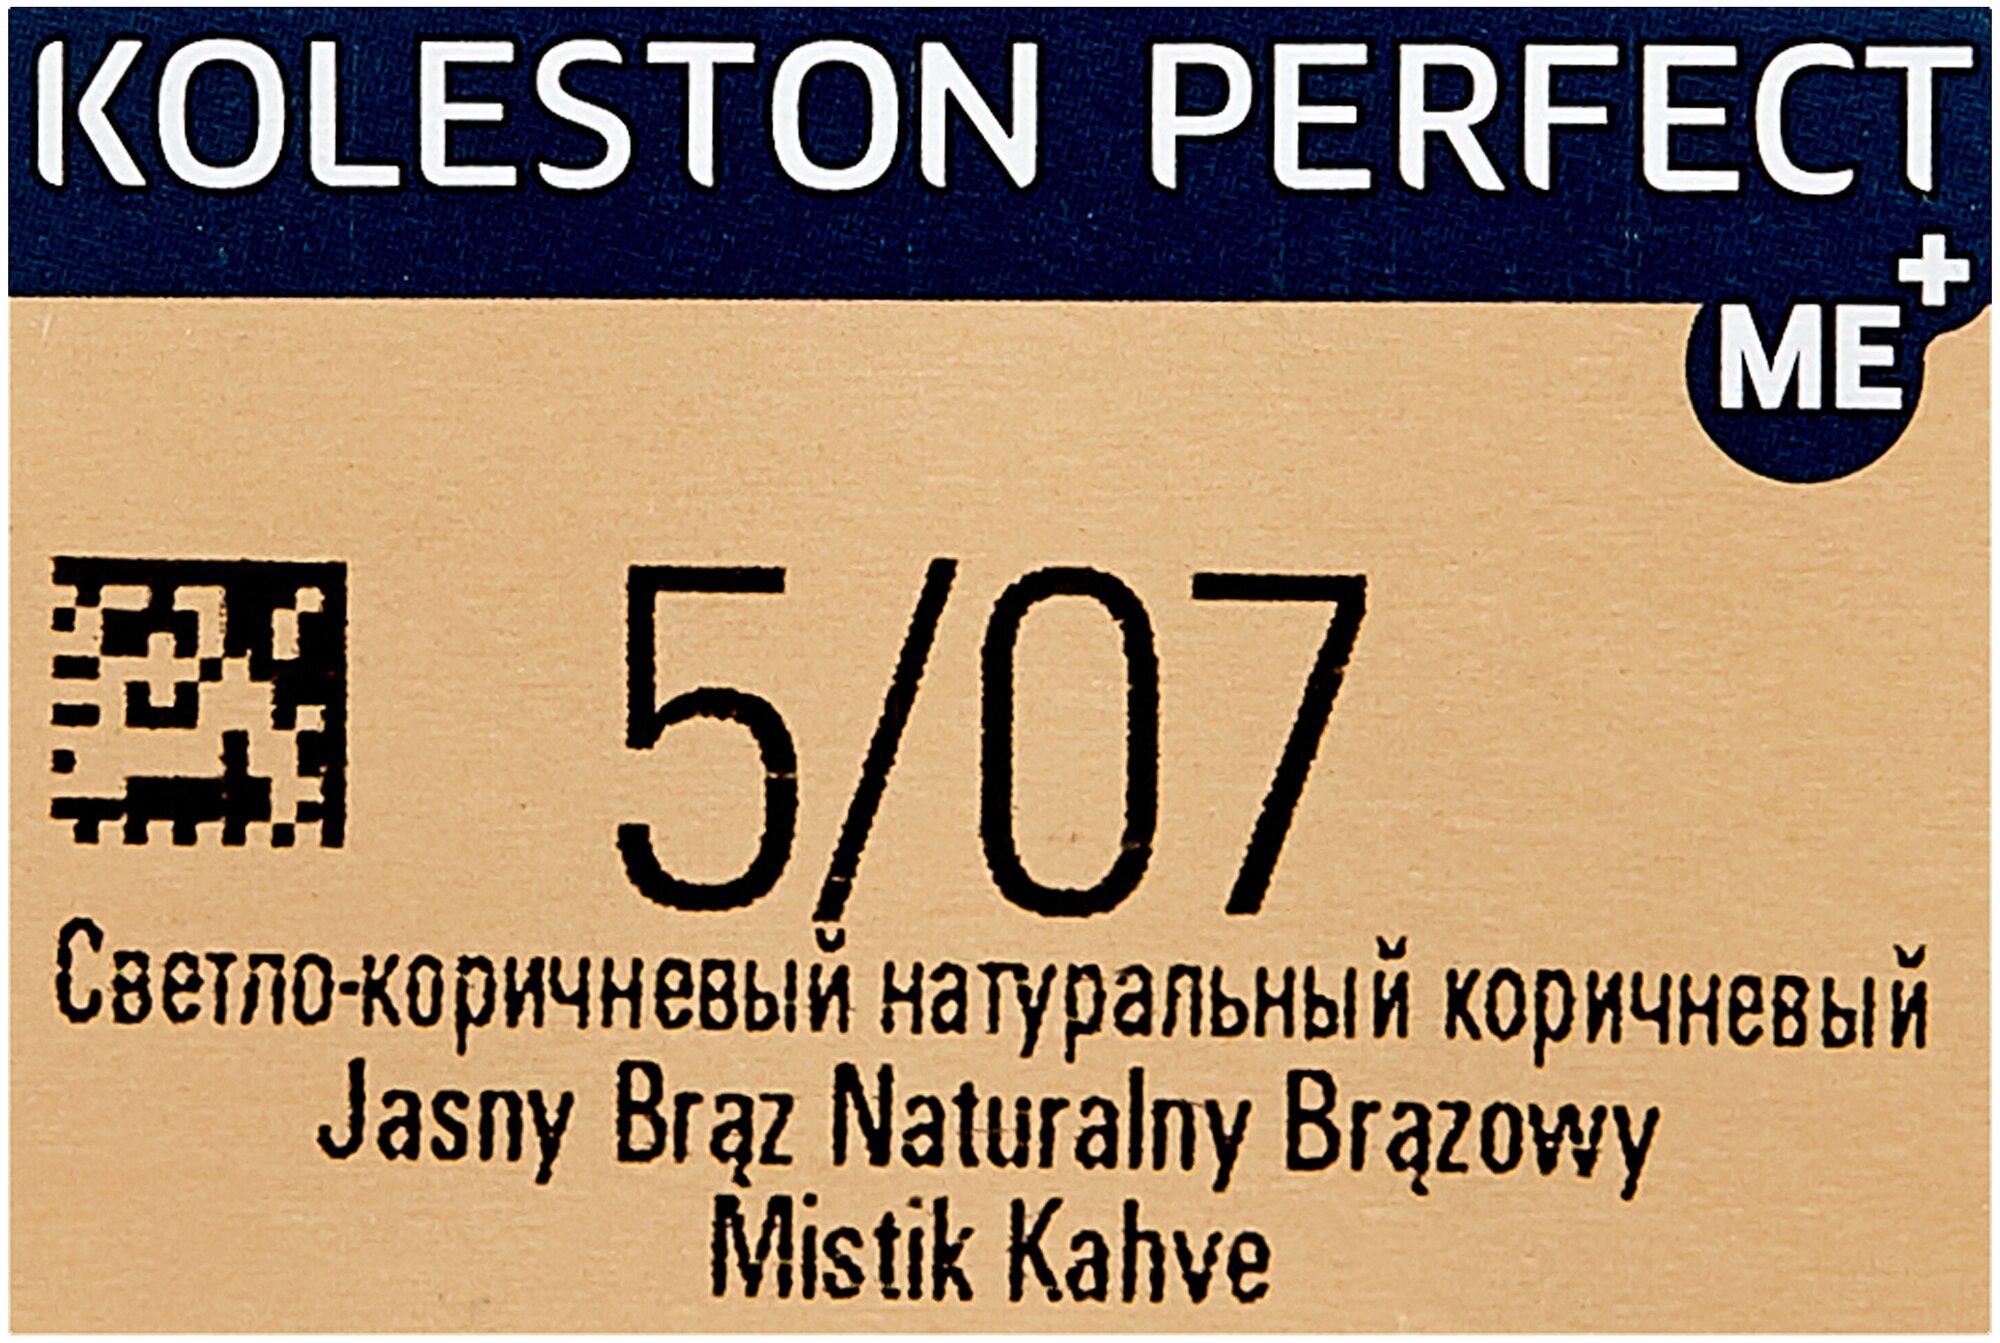 KOLESTON PERFECT
ME+
5/07
Светло-коричневый натуральный коричневый
Jasny Brąz Naturalny Brązowy
Mistik Kahve